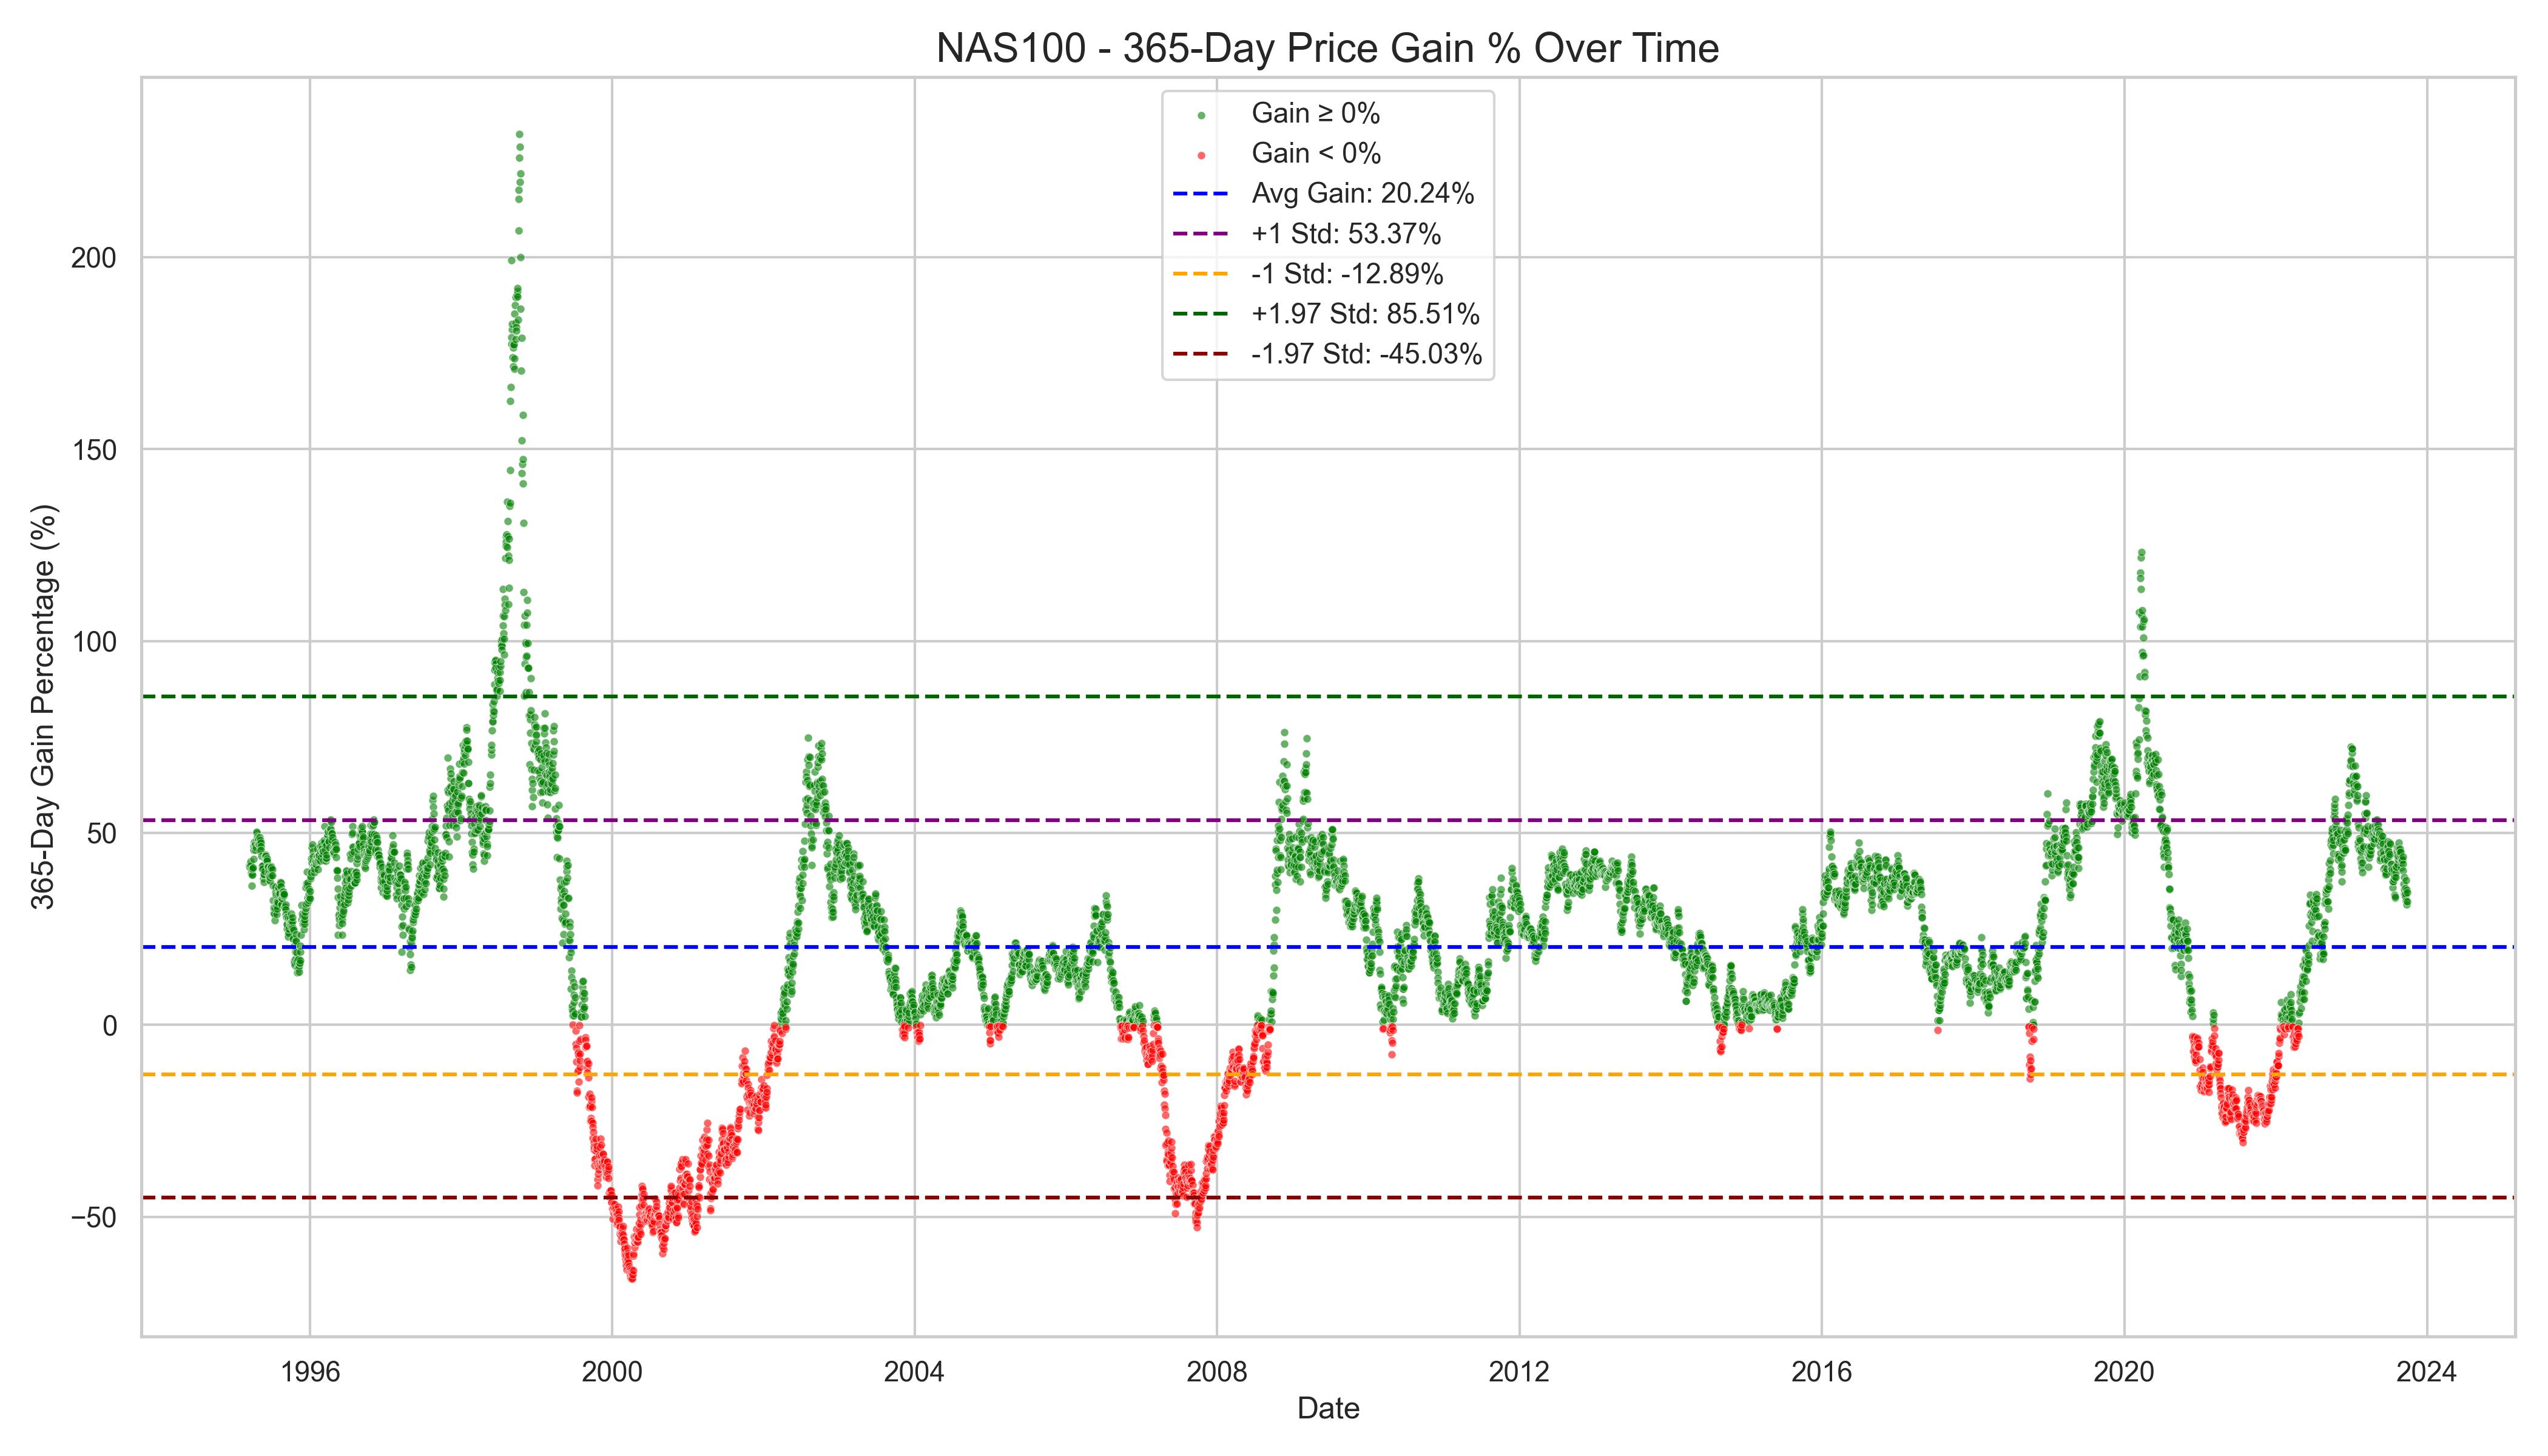 NAS100 - 365-Day Price Gain % Over Time
Gain ≥ 0%
Gain < 0%
Avg Gain: 20.24%
+1 Std: 53.37%
-1 Std: -12.89%
+1.97 Std: 85.51%
-1.97 Std: -45.03%
365-Day Gain Percentage (%)
200
150
100
50
0
−50
1996 2000 2004 2008 2012 2016 2020 2024
Date